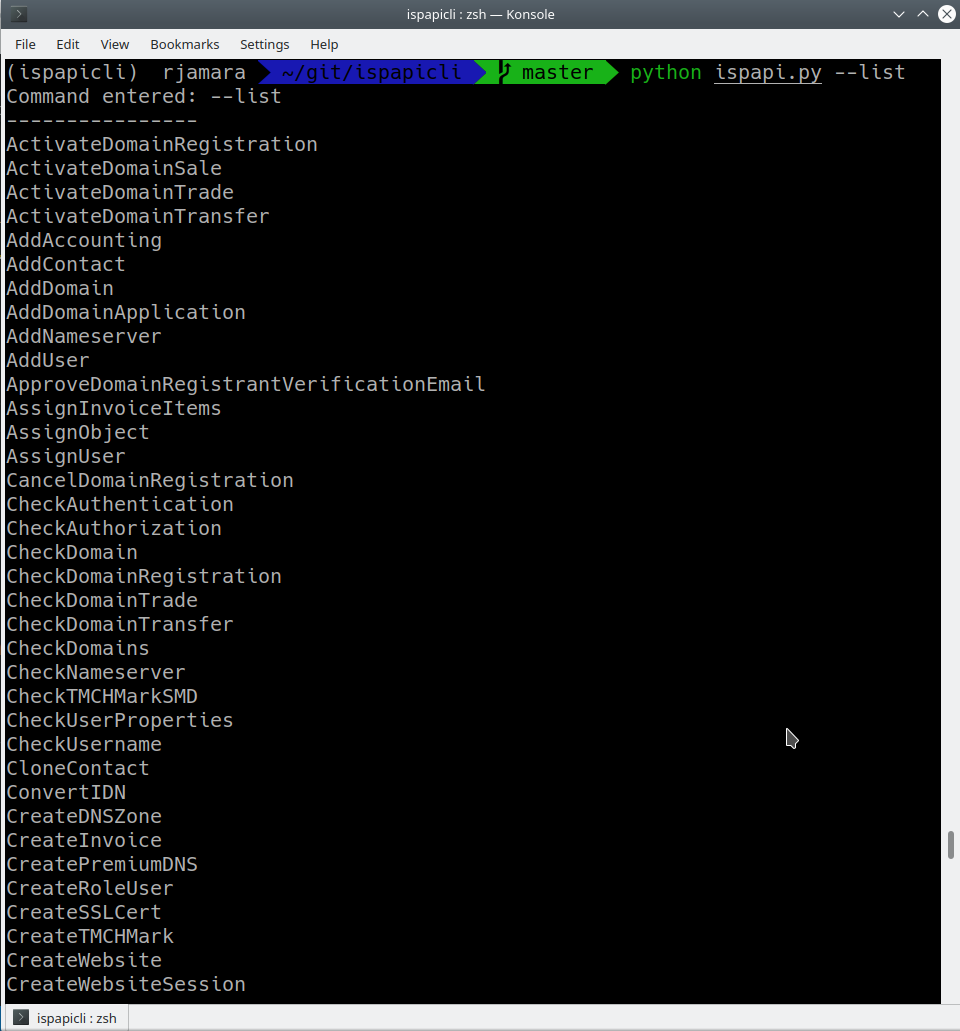 ispapicli : zsh — Konsole
File Edit View Bookmarks Settings Help
(ispapicli) rjamara ~/git/ispapicli master python ispapi.py --list
Command entered: --list
----------------
ActivateDomainRegistration
ActivateDomainSale
ActivateDomainTrade
ActivateDomainTransfer
AddAccounting
AddContact
AddDomain
AddDomainApplication
AddNameserver
AddUser
ApproveDomainRegistrantVerificationEmail
AssignInvoiceItems
AssignObject
AssignUser
CancelDomainRegistration
CheckAuthentication
CheckAuthorization
CheckDomain
CheckDomainRegistration
CheckDomainTrade
CheckDomainTransfer
CheckDomains
CheckNameserver
CheckTMCHMarkSMD
CheckUserProperties
CheckUsername
CloneContact
ConvertIDN
CreateDNSZone
CreateInvoice
CreatePremiumDNS
CreateRoleUser
CreateSSLCert
CreateTMCHMark
CreateWebsite
CreateWebsiteSession
ispapicli : zsh